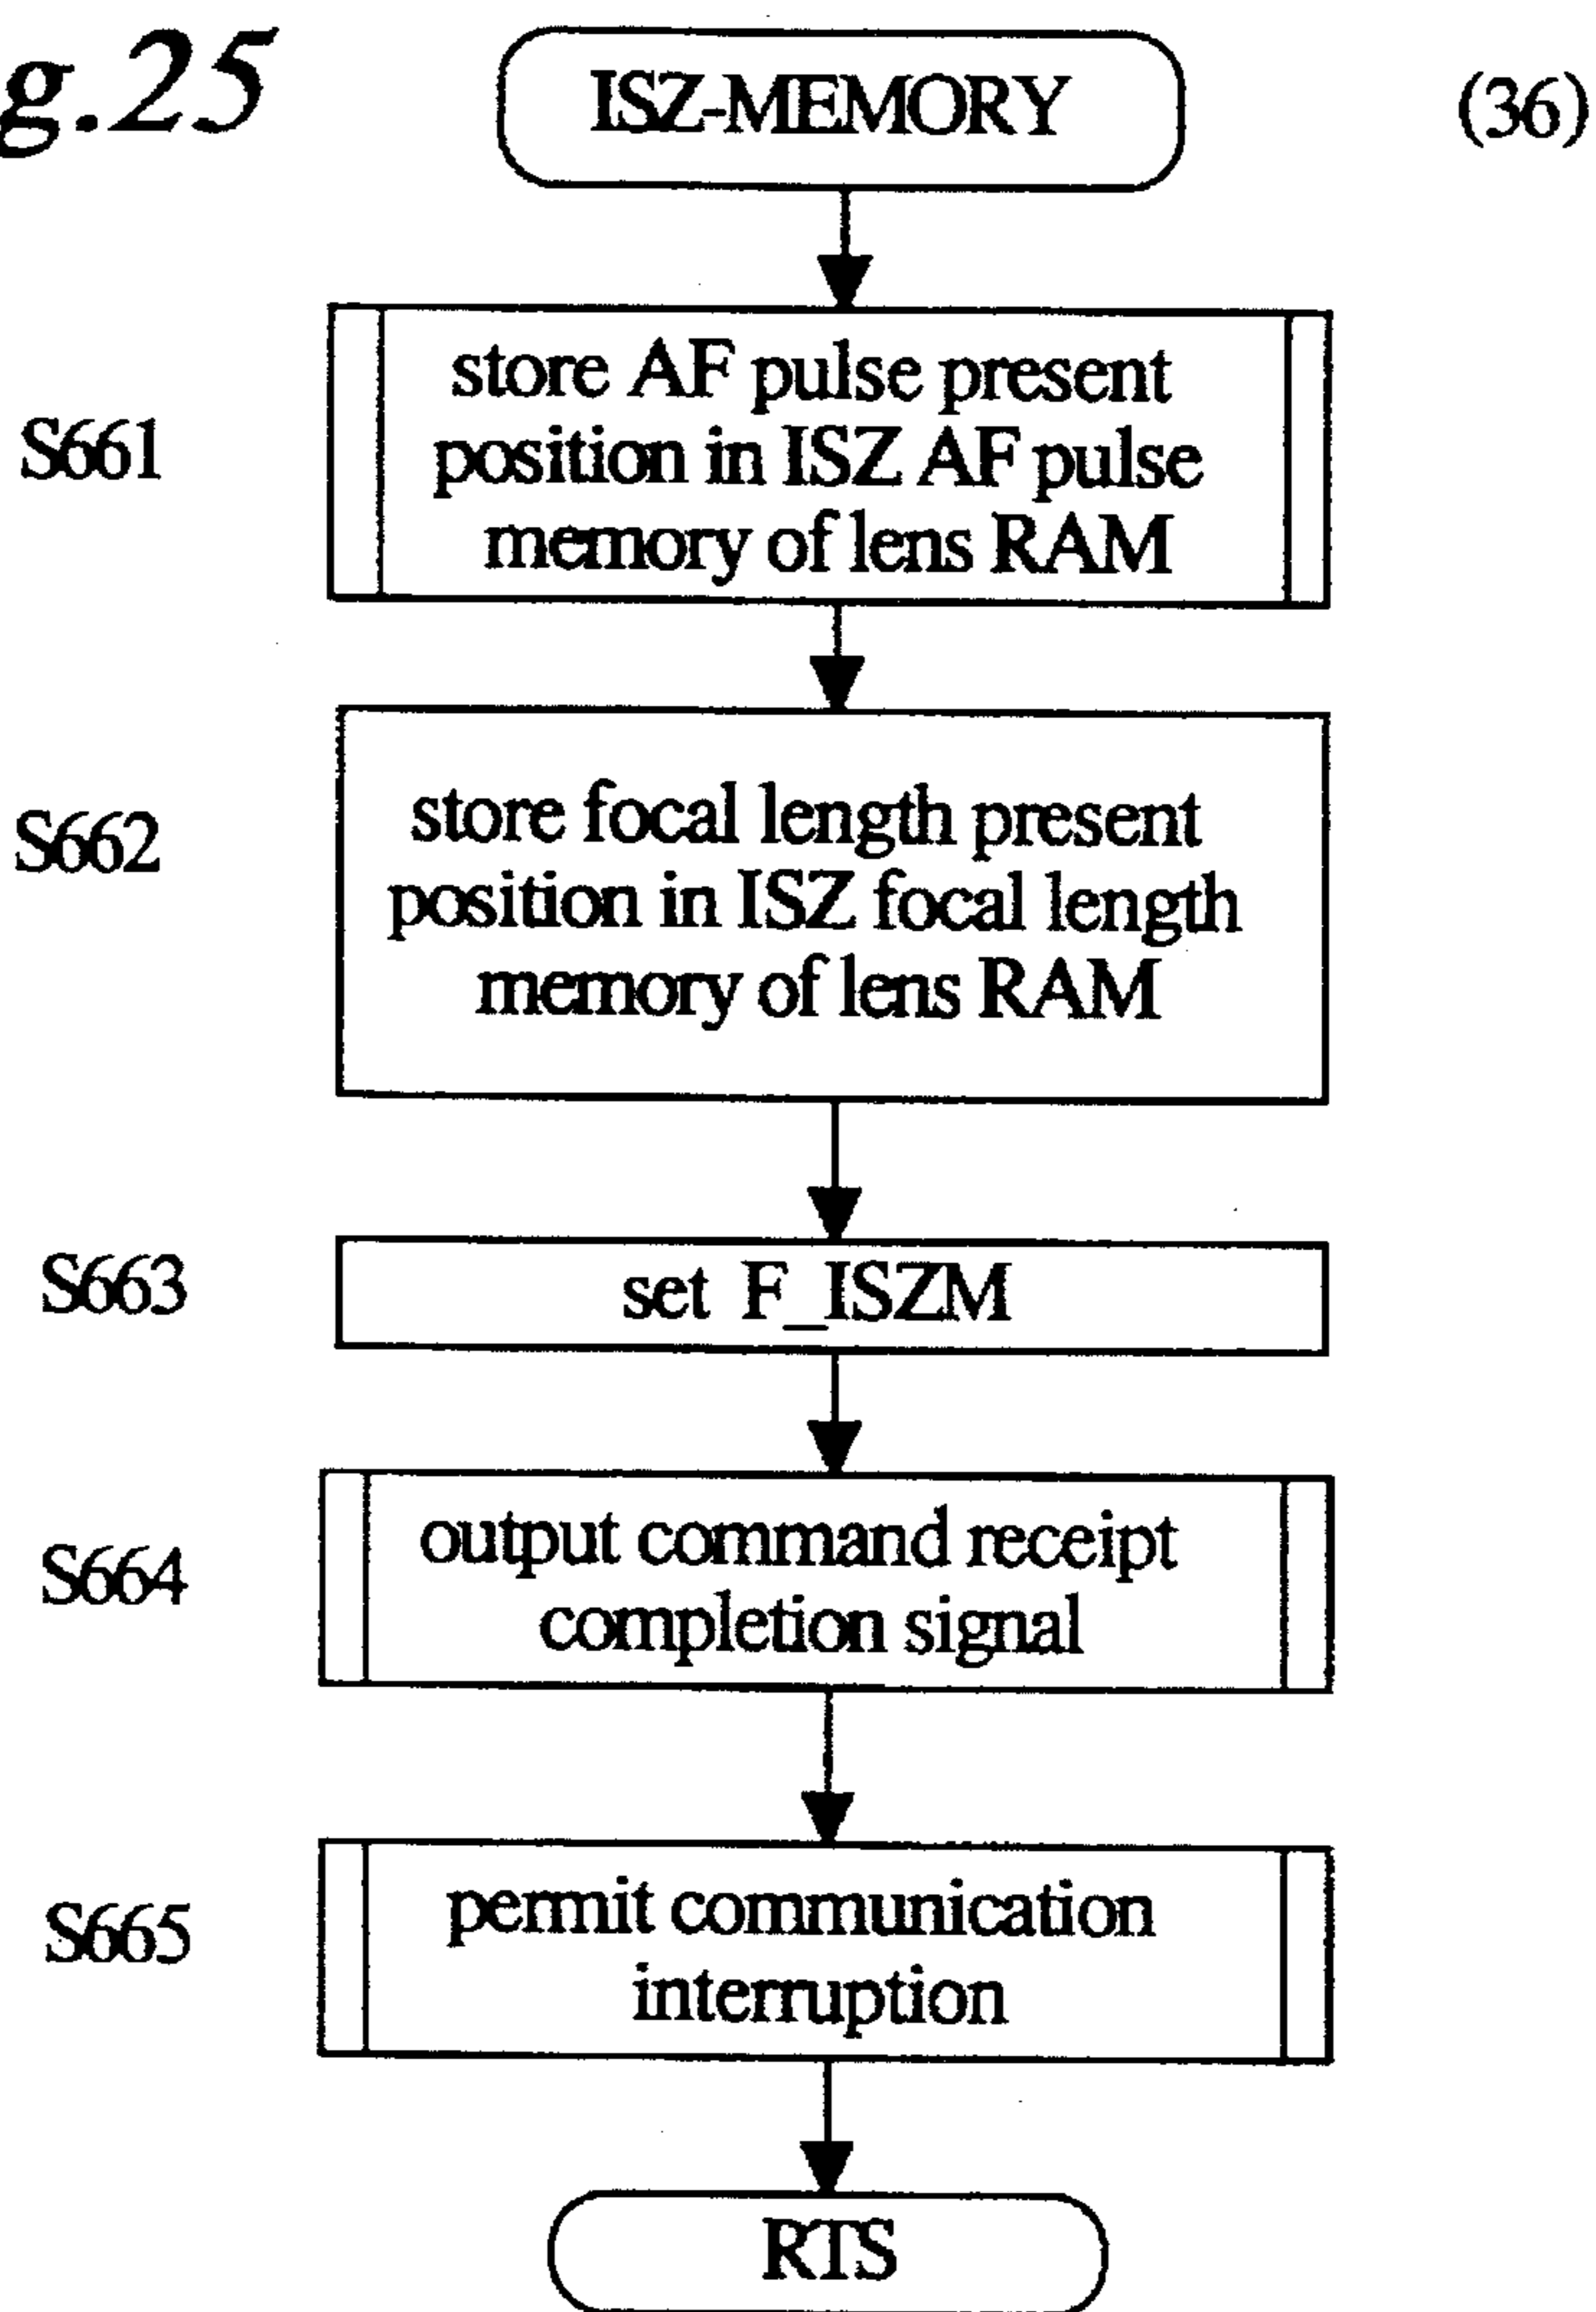 g.25
ISZ-MEMORY
(36)
S661
store AF pulse present
position in ISZ AF pulse
memory of lens RAM
S662
store focal length present
position in ISZ focal length
memory of lens RAM
S663
set F_ISZM
S664
output command receipt
completion signal
S665
permit communication
interruption
RTS